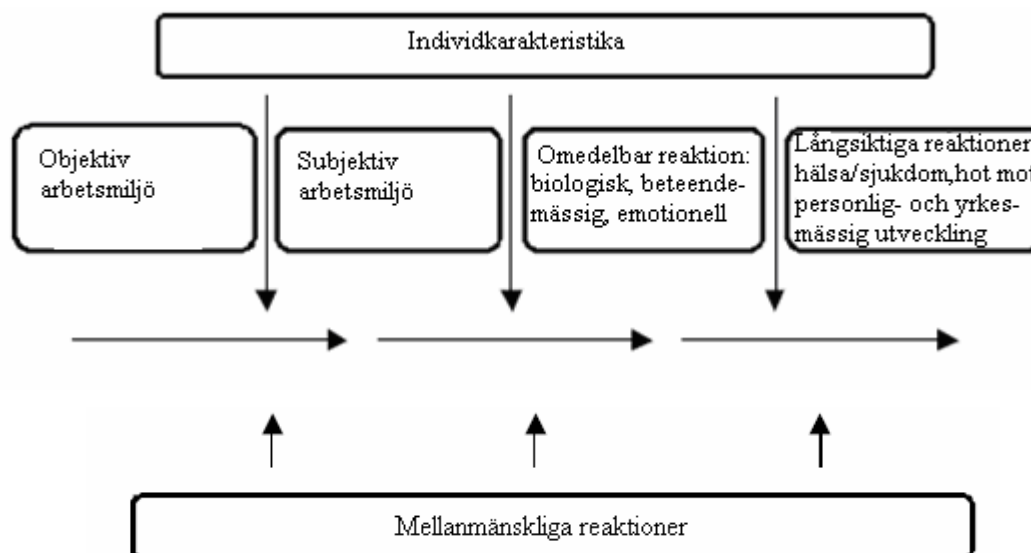 Individkarakteristika
Objektiv
arbetsmiljö
Subjektiv
arbetsmiljö
Omedelbar reaktion:
biologisk, beteende-
mässig, emotionell
Långsiktiga reaktioner
hälsa/sjukdom,hot mot
personlig- och yrkes-
mässig utveckling
Mellanmänskliga reaktioner